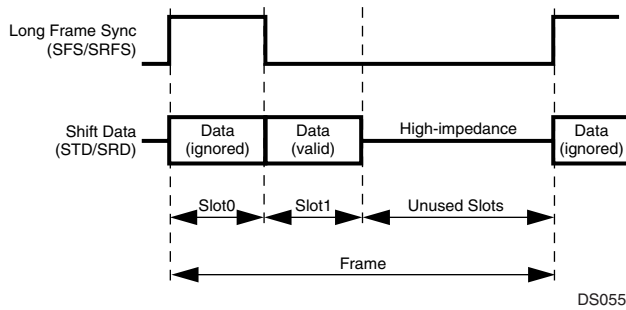 Long Frame Sync
(SFS/SRFS)
Shift Data
(STD/SRD)
Data
(ignored)
Data
(valid)
High-impedance
Data
(ignored)
Slot0
Slot1
Unused Slots
Frame
DS055